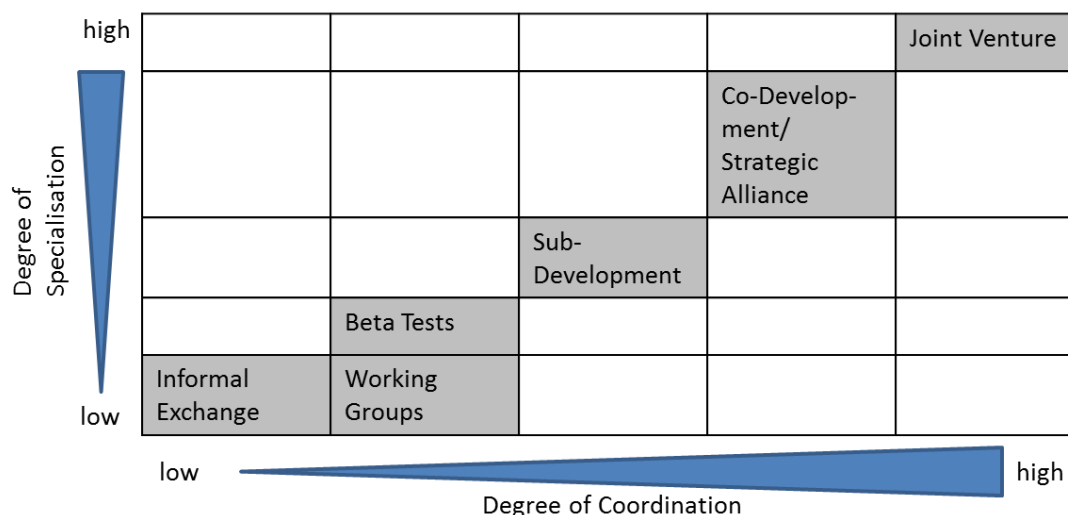 high
Joint Venture
Co-Develop-
ment/
Strategic
Alliance
Degree of
Specialisation
Sub-
Development
Beta Tests
Informal
Exchange
Working
Groups
low
low
high
Degree of Coordination